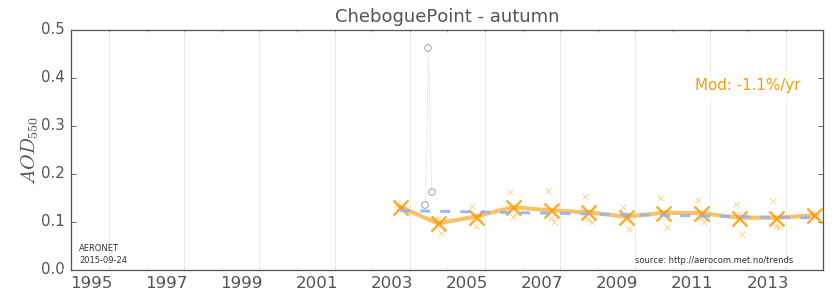 CheboguePoint - autumn
0.5
0.4
0.3
0.2
0.1
0.0
AOD550
Mod: -1.1%/yr
AERONET
2015-09-24
source: http://aerocom.met.no/trends
1995 1997 1999 2001 2003 2005 2007 2009 2011 2013